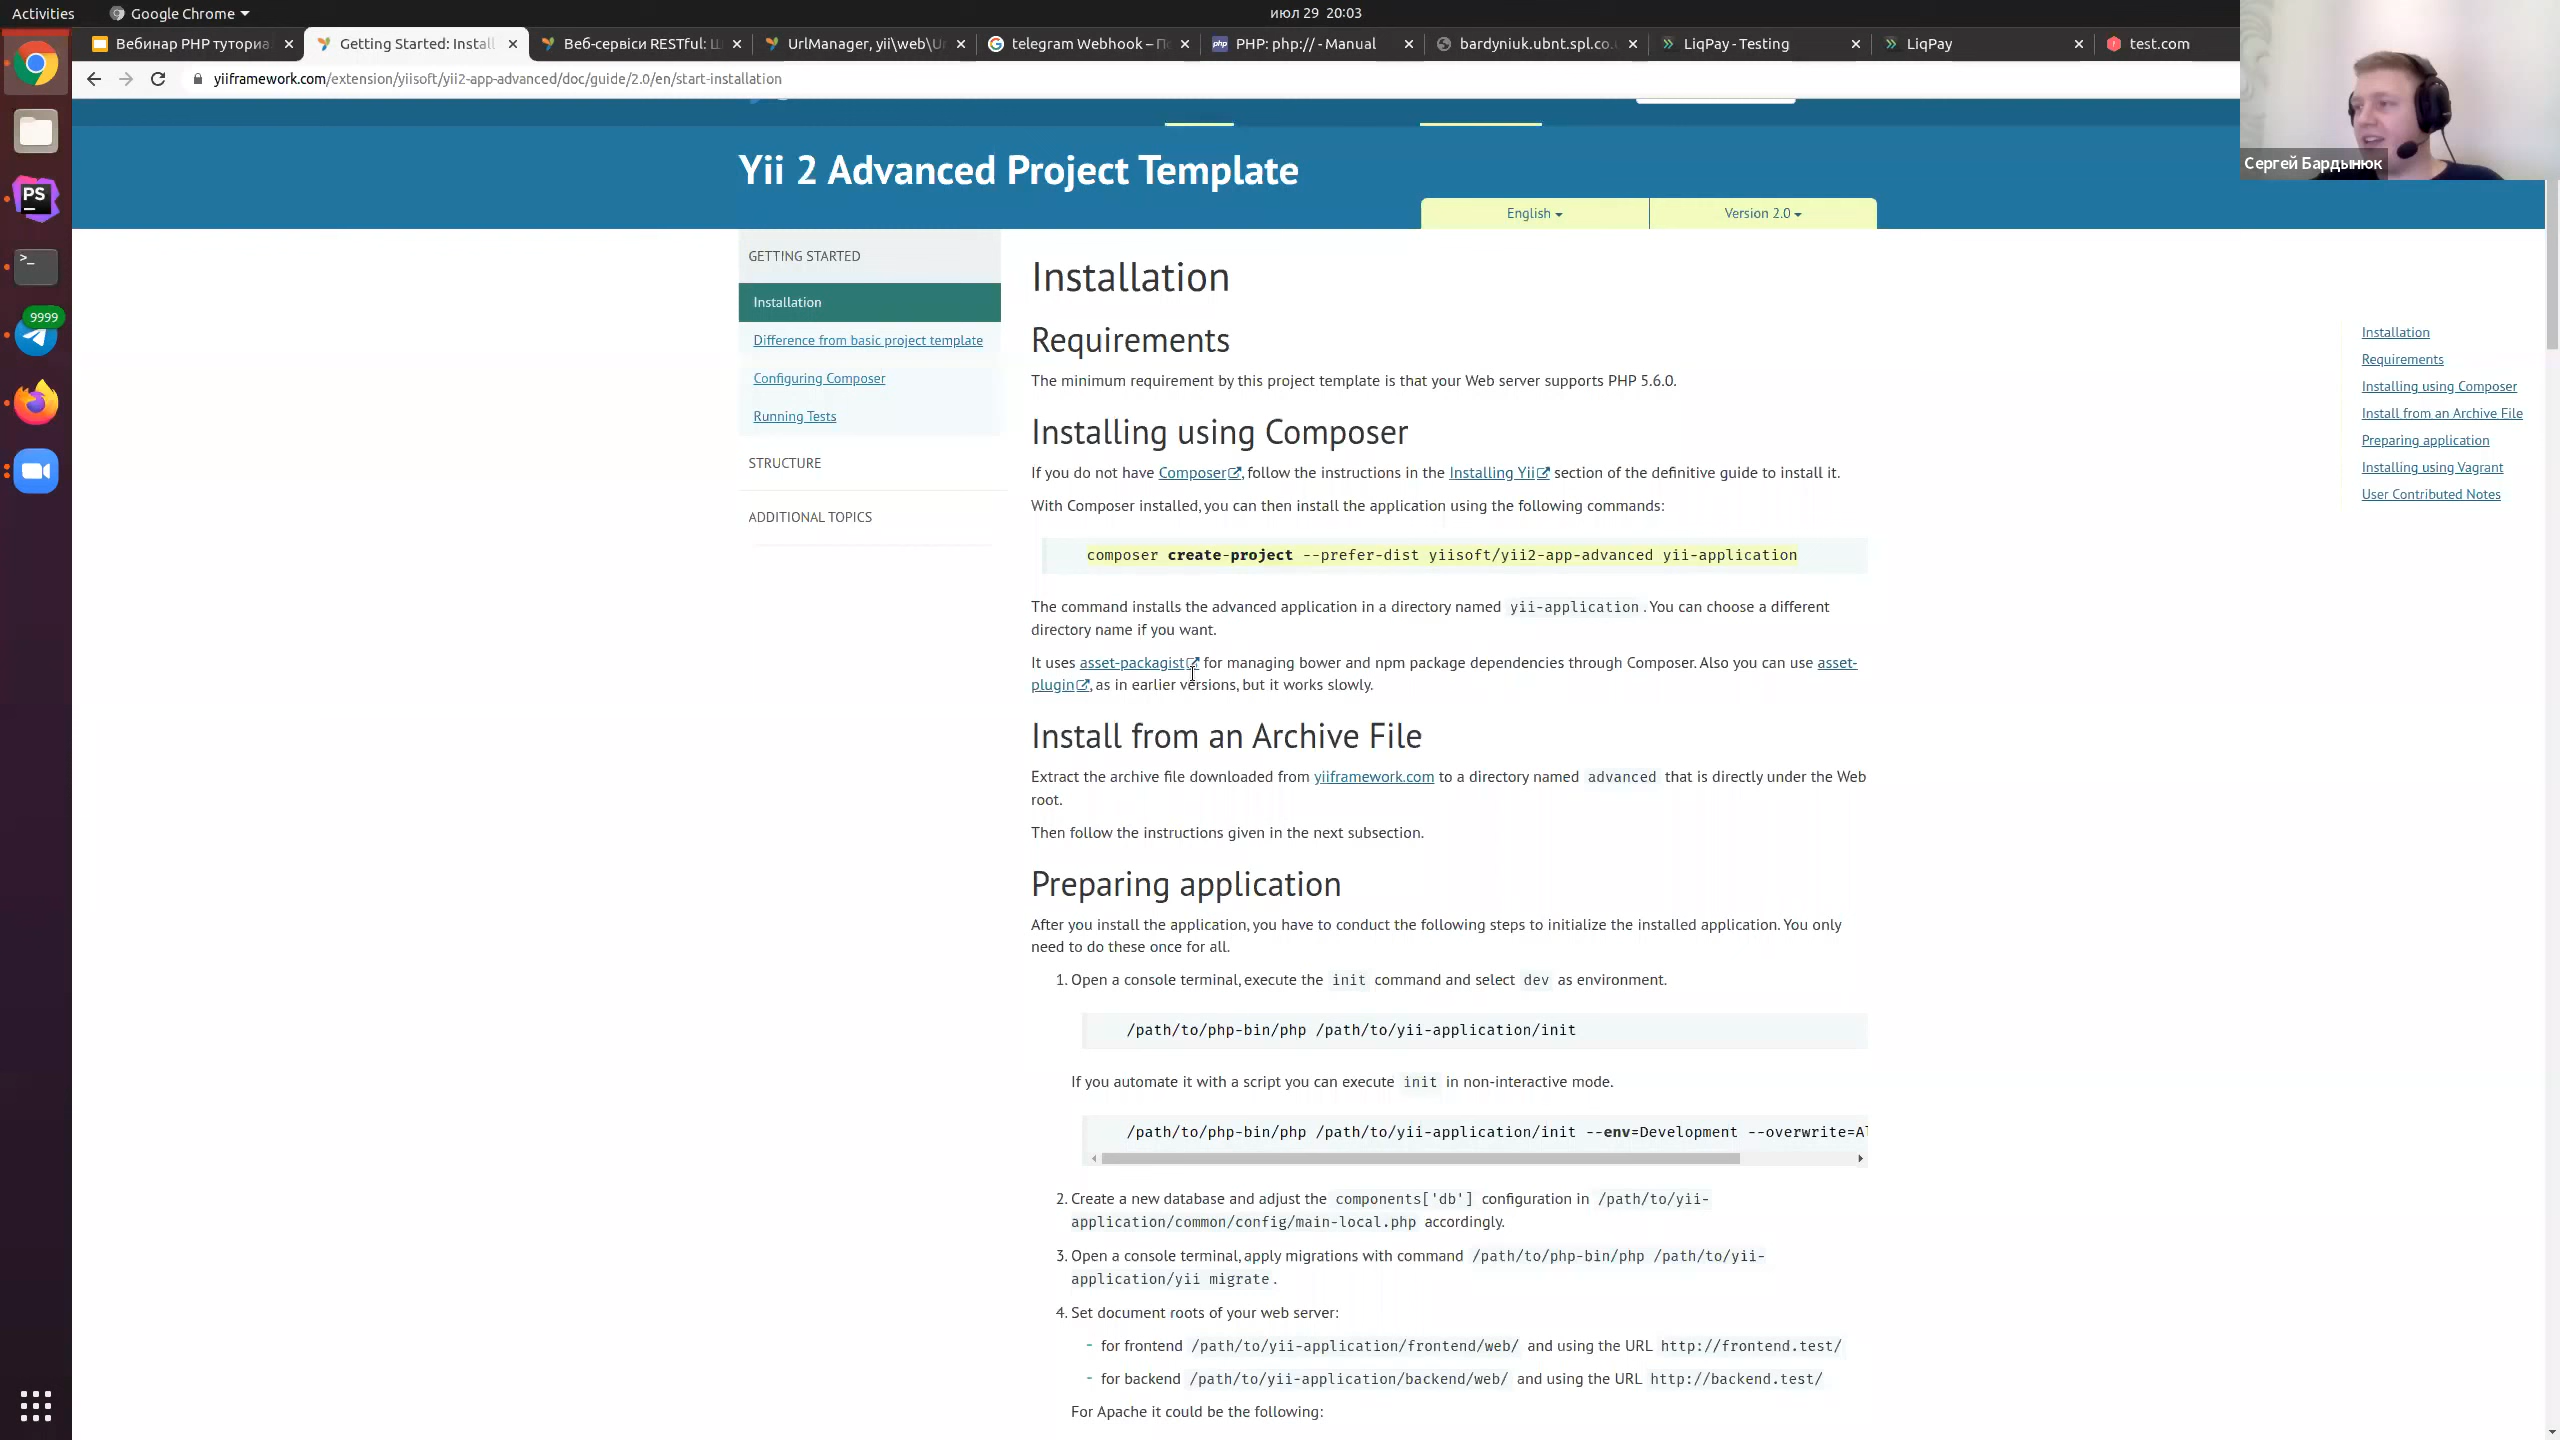 Activities
Google Chrome
июл 29 20:03
Вебинар PHP туториа
Getting Started: Install
Веб-сервіси RESTful: Ш
UrlManager, yii\web\Ur
telegram Webhook – По
PHP: php:// - Manual
bardyniuk.ubnt.spl.co.
LiqPay - Testing
LiqPay
test.com
yiiframework.com/extension/yiisoft/yii2-app-advanced/doc/guide/2.0/en/start-installation
Сергей Бардынюк
PS
9999
Yii 2 Advanced Project Template
English
Version 2.0
GETTING STARTED
Installation
Difference from basic project template
Configuring Composer
Running Tests
STRUCTURE
ADDITIONAL TOPICS
Installation
Requirements
The minimum requirement by this project template is that your Web server supports PHP 5.6.0.
Installing using Composer
If you do not have Composer, follow the instructions in the Installing Yii section of the definitive guide to install it.
With Composer installed, you can then install the application using the following commands:
composer create-project --prefer-dist yiisoft/yii2-app-advanced yii-application
The command installs the advanced application in a directory named yii-application. You can choose a different
directory name if you want.
It uses asset-packagist for managing bower and npm package dependencies through Composer. Also you can use asset-
plugin, as in earlier versions, but it works slowly.
Install from an Archive File
Extract the archive file downloaded from yiiframework.com to a directory named advanced that is directly under the Web
root.
Then follow the instructions given in the next subsection.
Preparing application
After you install the application, you have to conduct the following steps to initialize the installed application. You only
need to do these once for all.
1. Open a console terminal, execute the init command and select dev as environment.
/path/to/php-bin/php /path/to/yii-application/init
If you automate it with a script you can execute init in non-interactive mode.
/path/to/php-bin/php /path/to/yii-application/init --env=Development --overwrite=Al
2. Create a new database and adjust the components['db'] configuration in /path/to/yii-
application/common/config/main-local.php accordingly.
3. Open a console terminal, apply migrations with command /path/to/php-bin/php /path/to/yii-
application/yii migrate.
4. Set document roots of your web server:
- for frontend /path/to/yii-application/frontend/web/ and using the URL http://frontend.test/
- for backend /path/to/yii-application/backend/web/ and using the URL http://backend.test/
For Apache it could be the following:
Installation
Requirements
Installing using Composer
Install from an Archive File
Preparing application
Installing using Vagrant
User Contributed Notes